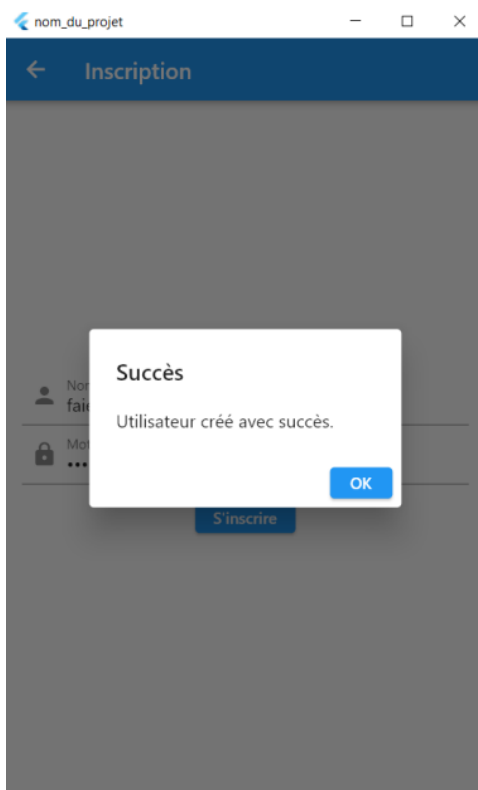 nom_du_projet
Inscription
Succès
Utilisateur créé avec succès.
OK
S'inscrire